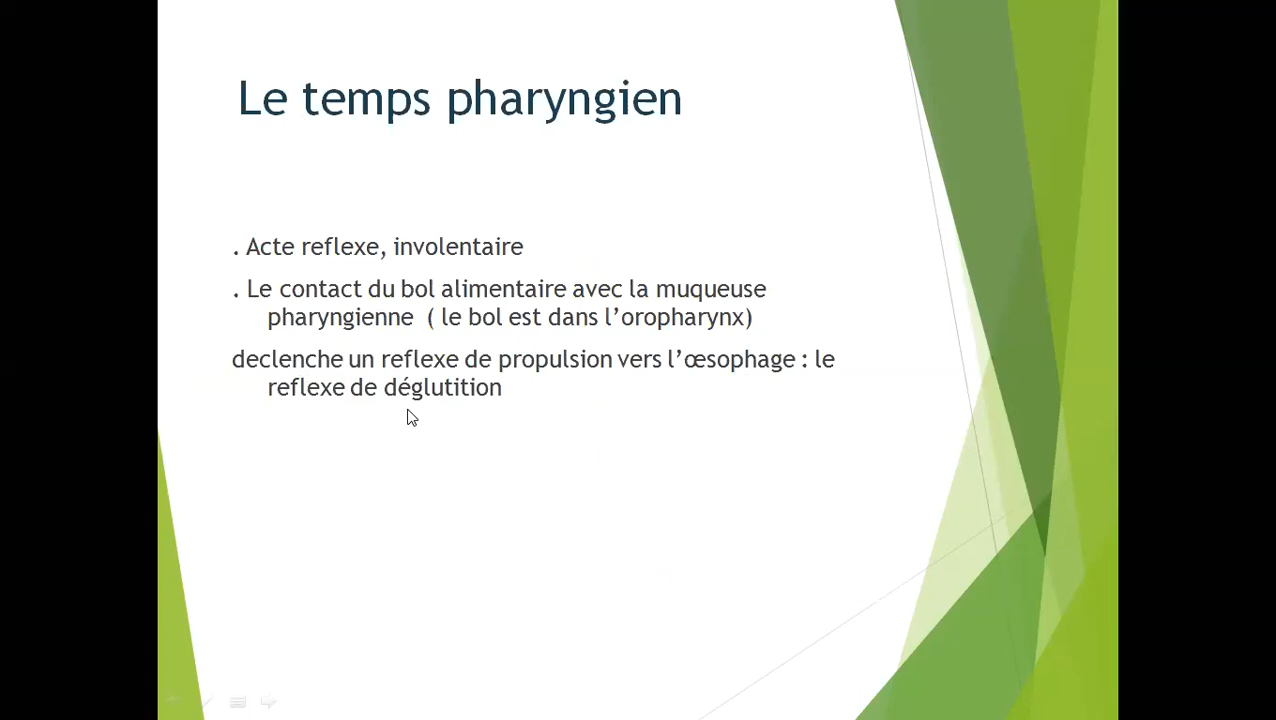 Le temps pharyngien
. Acte reflexe, involentaire
. Le contact du bol alimentaire avec la muqueuse
pharyngienne ( le bol est dans l’oropharynx)
declenche un reflexe de propulsion vers l’œsophage : le
reflexe de déglutition